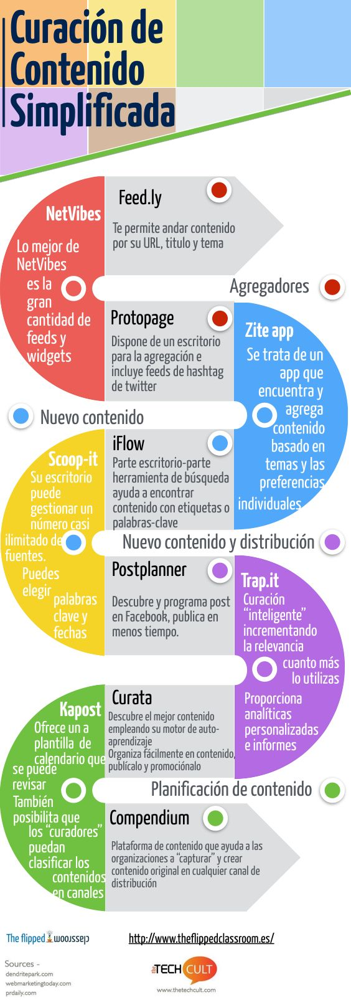 Curación de
Contenido
Simplificada
Feed.ly
Te permite andar contenido
por su URL, titulo y tema
NetVibes
Lo mejor de
NetVibes
es la
gran
cantidad de
feeds y
widgets
Agregadores
Protopage
Dispone de un escritorio
para la agregación e
incluye feeds de hashtag
de twitter
Zite app
Se trata de un
app que
encuentra y
agrega
contenido
basado en
temas y las
preferencias
individuales
Nuevo contenido
iFlow
Parte escritorio-parte
herramienta de búsqueda
ayuda a encontrar
contenido con etiquetas o
palabras-clave
Scoop-it
Su escritorio
puede
gestionar un
número casi
ilimitado de
fuentes.
Puedes
elegir
palabras
clave y
fechas
Nuevo contenido y distribución
Postplanner
Descubre y programa post
en Facebook, publica en
menos tiempo.
Trap.it
Curación
“inteligente”
incrementando
la relevancia
cuanto más
lo utilizas
Proporciona
analíticas
personalizadas
e informes
Curata
Descubre el mejor contenido
empleando su motor de auto-
aprendizaje
Organiza fácilmente en contenido,
publícalo y promociónalo
Kapost
Ofrece un a
plantilla de
calendario que
se puede
revisar
También
posibilita que
los “curadores”
puedan
clasificar los
contenidos
en canales
Planificación de contenido
Compendium
Plataforma de contenido que ayuda a las
organizaciones a “capturar” y crear
contenido original en cualquier canal de
distribución
The flipped classroom
http://www.theflippedclassroom.es/
Sources -
dendritepark.com
webmarketingtoday.com
prdaily.com
the TECH CULT
www.thetechcult.com